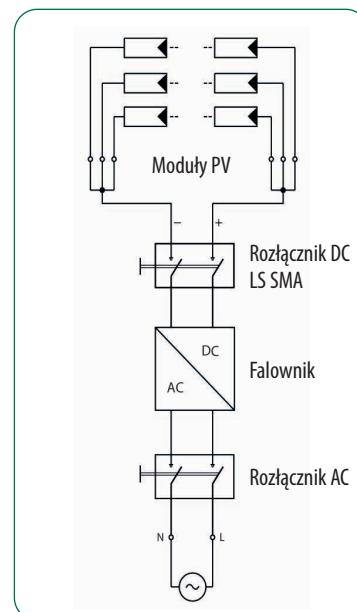 Moduły PV
− +
Rozłącznik DC
LS SMA
DC
AC
Falownik
Rozłącznik AC
N L